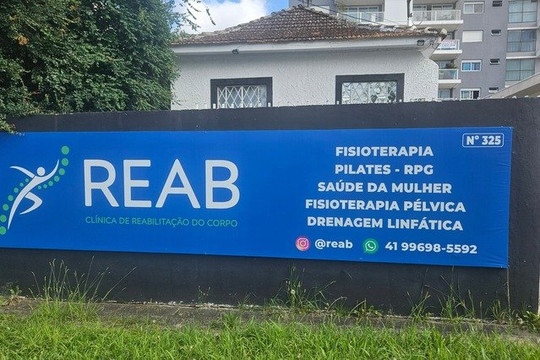 REAB
CLÍNICA DE REABILITAÇÃO DO CORPO
Nº 325
FISIOTERAPIA
PILATES - RPG
SAÚDE DA MULHER
FISIOTERAPIA PÉLVICA
DRENAGEM LINFÁTICA
@reab 41 99698-5592